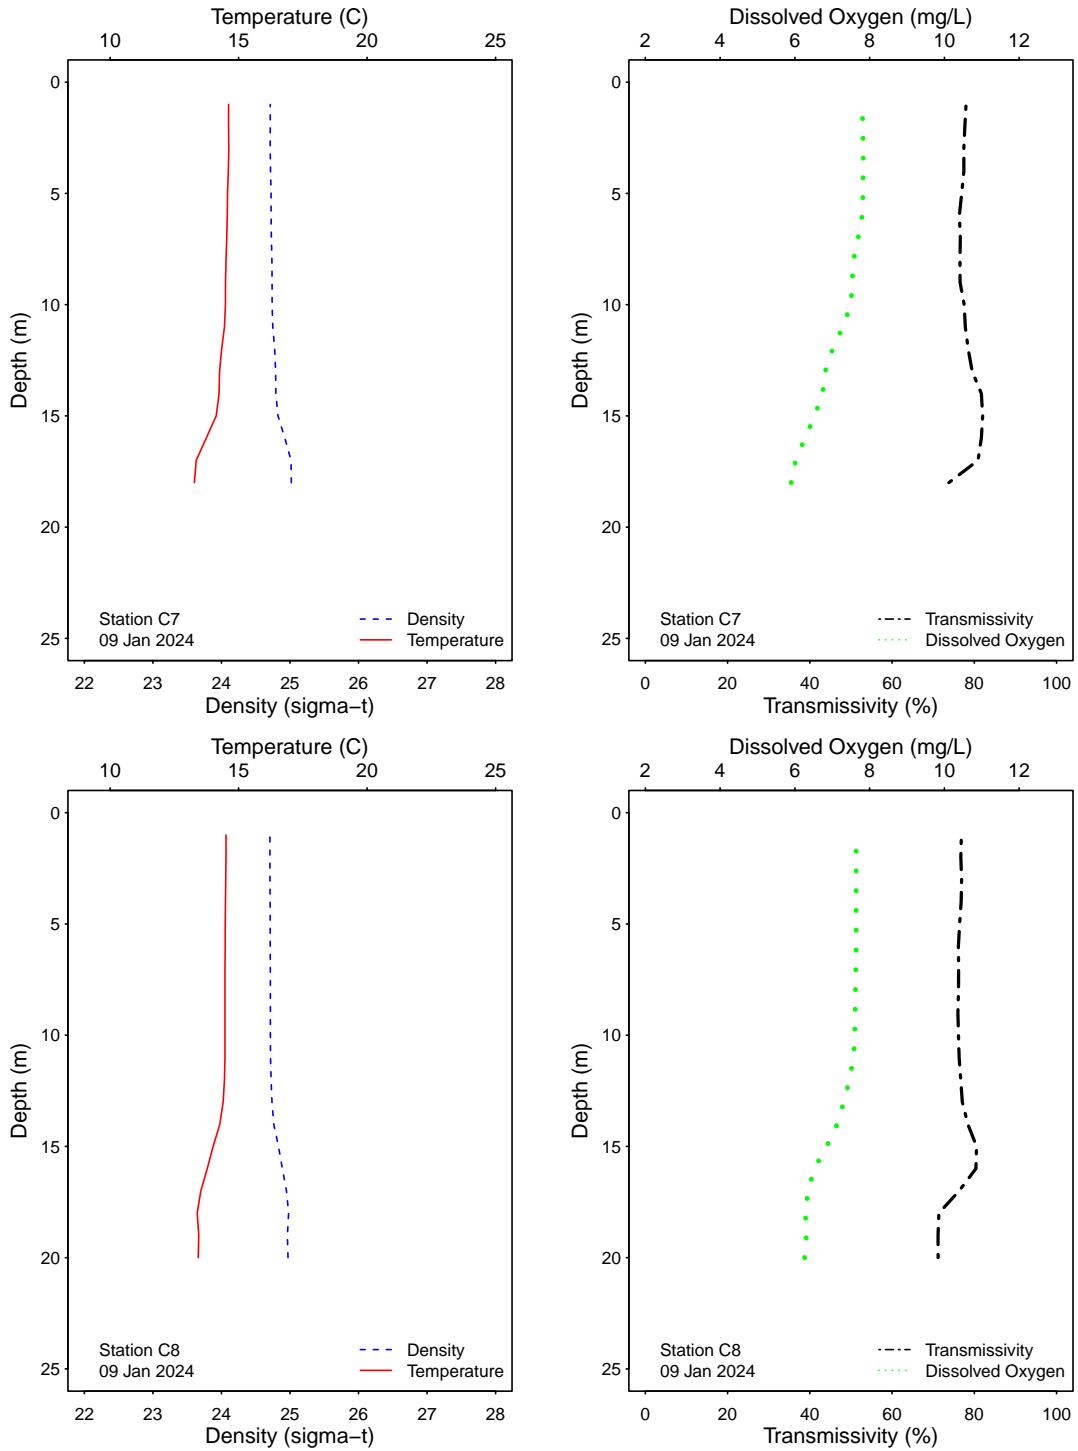 Temperature (C)
10 15 20 25
0
5
10
15
20
25
Depth (m)
Station C7
09 Jan 2024
Density
Temperature
22 23 24 25 26 27 28
Density (sigma−t)
Dissolved Oxygen (mg/L)
2 4 6 8 10 12
0
5
10
15
20
25
Depth (m)
Station C7
09 Jan 2024
Transmissivity
Dissolved Oxygen
0 20 40 60 80 100
Transmissivity (%)
Temperature (C)
10 15 20 25
0
5
10
15
20
25
Depth (m)
Station C8
09 Jan 2024
Density
Temperature
22 23 24 25 26 27 28
Density (sigma−t)
Dissolved Oxygen (mg/L)
2 4 6 8 10 12
0
5
10
15
20
25
Depth (m)
Station C8
09 Jan 2024
Transmissivity
Dissolved Oxygen
0 20 40 60 80 100
Transmissivity (%)